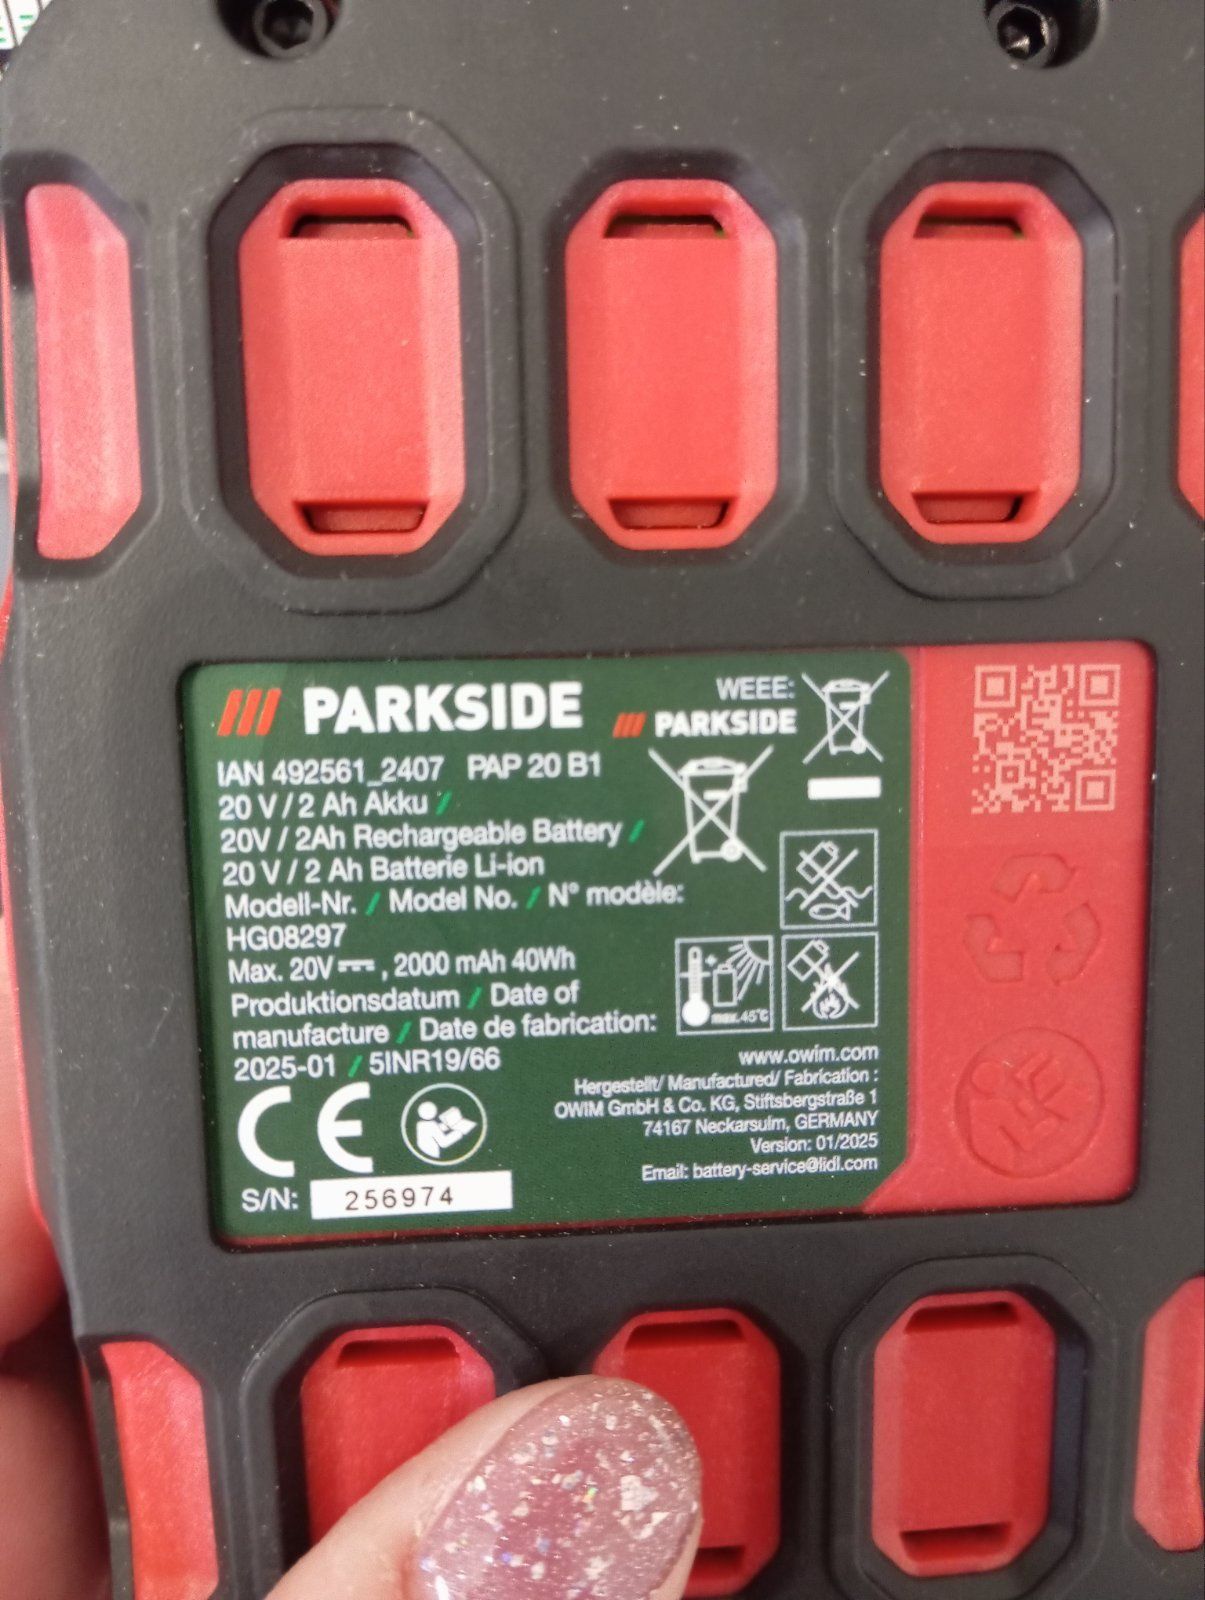 PARKSIDE
WEEE:
PARKSIDE
IAN 492561_2407 PAP 20 B1
20 V / 2 Ah Akku /
20V / 2Ah Rechargeable Battery /
20 V / 2 Ah Batterie Li-ion
Modell-Nr. / Model No. / N° modèle:
HG08297
Max. 20V ⎓, 2000 mAh 40Wh
Produktionsdatum / Date of
manufacture / Date de fabrication:
2025-01 / 5INR19/66
max.45°C
CE
S/N: 256974
www.owim.com
Hergestellt/ Manufactured/ Fabrication :
OWIM GmbH & Co. KG, Stiftsbergstraße 1
74167 Neckarsulm, GERMANY
Version: 01/2025
Email: battery-service@lidl.com